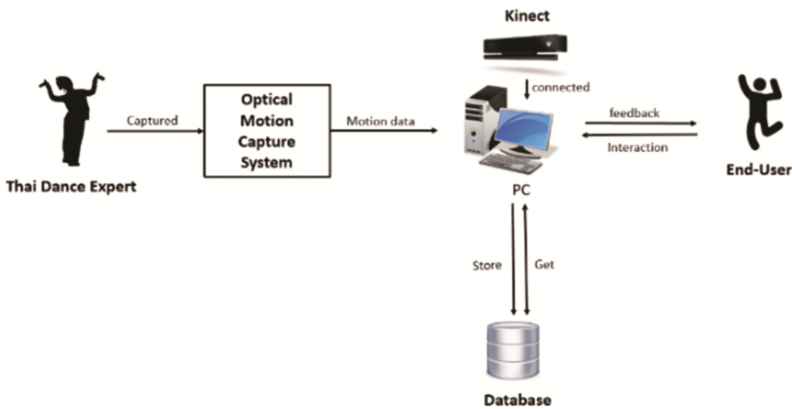 Kinect
connected
Optical
Motion
Capture
System
Captured
Motion data
feedback
Interaction
Thai Dance Expert
End-User
PC
Store
Get
Database